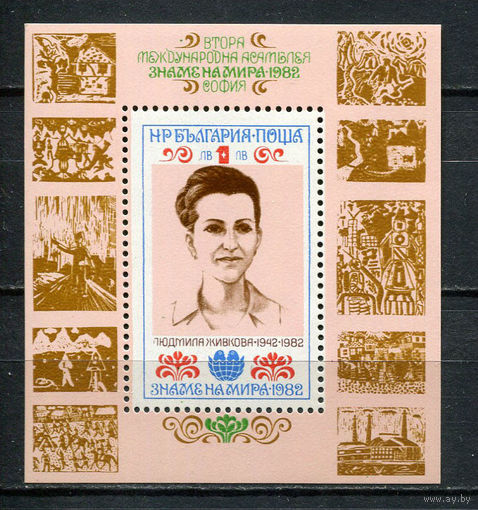 ВТОРА
МЕЖДУНАРОДНА АСАМБЛЕЯ
ЗНАМЕ НА МИРА·1982
СОФИЯ
НР БЪЛГАРИЯ·ПОЩА
ЛВ 1 ЛВ
ЛЮДМИЛА ЖИВКОВА·1942-1982
ЗНАМЕ НА МИРА·1982
www.ay.by